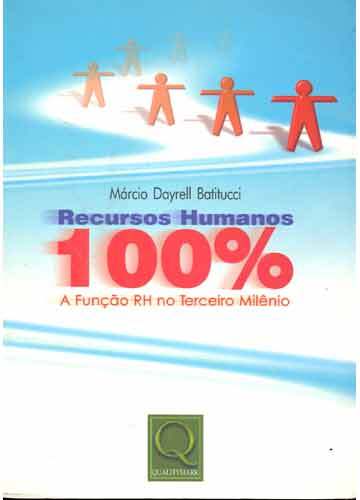 Márcio Dayrell Batitucci
Recursos Humanos
100%
A Função RH no Terceiro Milênio
Q
QUALITYMARK